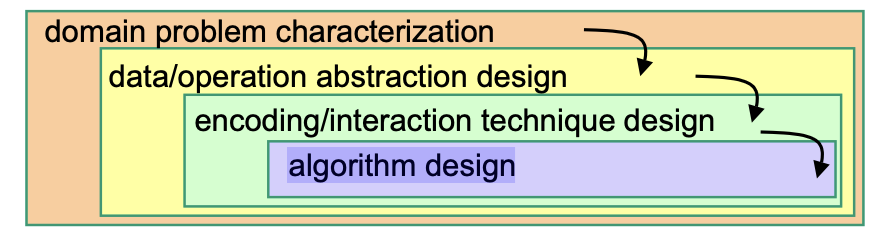 domain problem characterization
data/operation abstraction design
encoding/interaction technique design
algorithm design